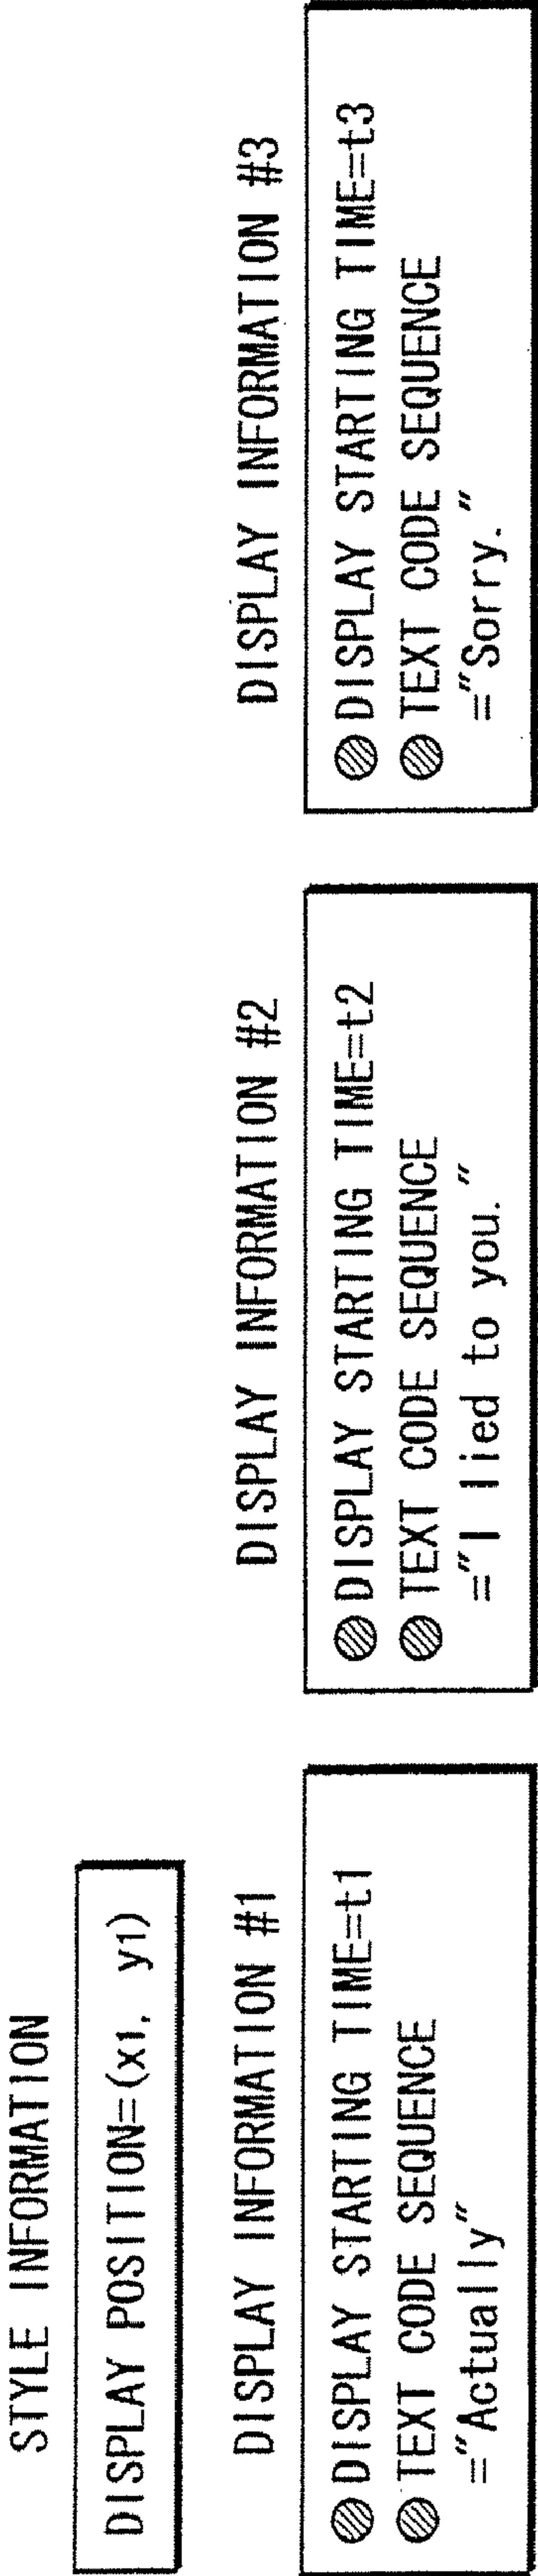 STYLE INFORMATION
DISPLAY POSITION=(x1, y1)
DISPLAY INFORMATION #1
DISPLAY STARTING TIME=t1
TEXT CODE SEQUENCE
="Actually"
DISPLAY INFORMATION #2
DISPLAY STARTING TIME=t2
TEXT CODE SEQUENCE
="I lied to you."
DISPLAY INFORMATION #3
DISPLAY STARTING TIME=t3
TEXT CODE SEQUENCE
="Sorry."